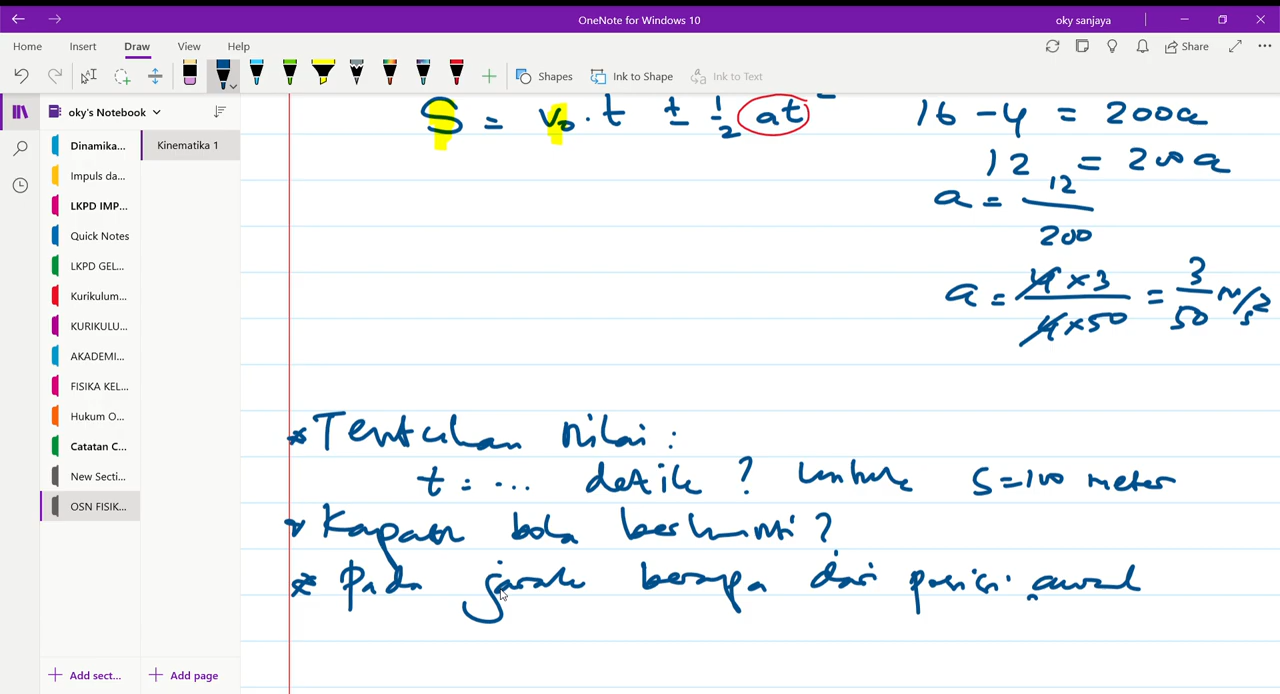 OneNote for Windows 10
oky sanjaya
Home Insert Draw View Help
Share
Shapes Ink to Shape Ink to Text
oky's Notebook
Dinamika...
Impuls da...
LKPD IMP...
Quick Notes
LKPD GEL...
Kurikulum...
KURIKULU...
AKADEMI...
FISIKA KEL...
Hukum O...
Catatan C...
New Secti...
OSN FISIK...
Add sect...
Kinematika 1
Add page
S = v₀ . t ± 1/2 at²
16 - 4 = 200a
12 = 200a
a = 12/200
a = 4 x 3 / 4 x 50 = 3/50 m/s²
* Tentukan nilai :
t = ... detik ? untuk S = 100 meter
* Kapan bola berhenti ?
* Pada jarak berapa dari posisi awal